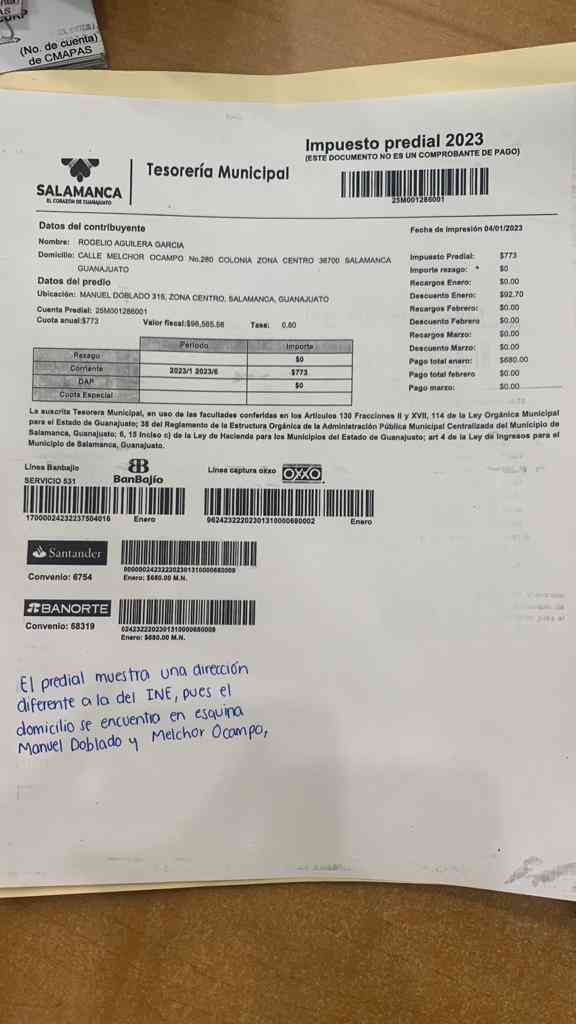 (No. de cuenta)
de CMAPAS
SALAMANCA
EL CORAZÓN DE GUANAJUATO
Tesorería Municipal
Impuesto predial 2023
(ESTE DOCUMENTO NO ES UN COMPROBANTE DE PAGO)
25M001286001
Datos del contribuyente
Fecha de impresión 04/01/2023
Nombre: ROGELIO AGUILERA GARCIA
Domicilio: CALLE MELCHOR OCAMPO No.280 COLONIA ZONA CENTRO 36700 SALAMANCA
GUANAJUATO
Datos del predio
Ubicación: MANUEL DOBLADO 316, ZONA CENTRO, SALAMANCA, GUANAJUATO
Cuenta Predial: 25M001286001
Cuota anual:$773 Valor fiscal:$96,565.56 Tasa: 0.80
Impuesto Predial: $773
Importe rezago: $0
Recargos Enero: $0.00
Descuento Enero: $92.70
Recargos Febrero: $0.00
Descuento Febrero $0.00
Recargos Marzo: $0.00
Descuento Marzo: $0.00
Pago total enero: $680.00
Pago total febrero $0.00
Pago marzo: $0.00
Periodo Importe
Rezago $0
Corriente 2023/1 2023/6 $773
DAP $0
Cuota Especial
La suscrita Tesorera Municipal, en uso de las facultades conferidas en los Artículos 130 Fracciones II y XVII, 114 de la Ley Orgánica Municipal
para el Estado de Guanajuato; 38 del Reglamento de la Estructura Orgánica de la Administración Pública Municipal Centralizada del Municipio de
Salamanca, Guanajuato; 6, 15 Inciso c) de la Ley de Hacienda para los Municipios del Estado de Guanajuato; art 4 de la Ley de Ingresos para el
Municipio de Salamanca, Guanajuato.
Línea Banbajio
SERVICIO 531
BanBajío
Línea captura oxxo OXXO
17000024232237504016 Enero
96242322202301310000680002 Enero
Santander
Convenio: 6754
Enero: $680.00 M.N.
BANORTE
Convenio: 68319
Enero: $680.00 M.N.
El predial muestra una dirección
diferente a la del INE, pues el
domicilio se encuentra en esquina
Manuel Doblado y Melchor Ocampo,